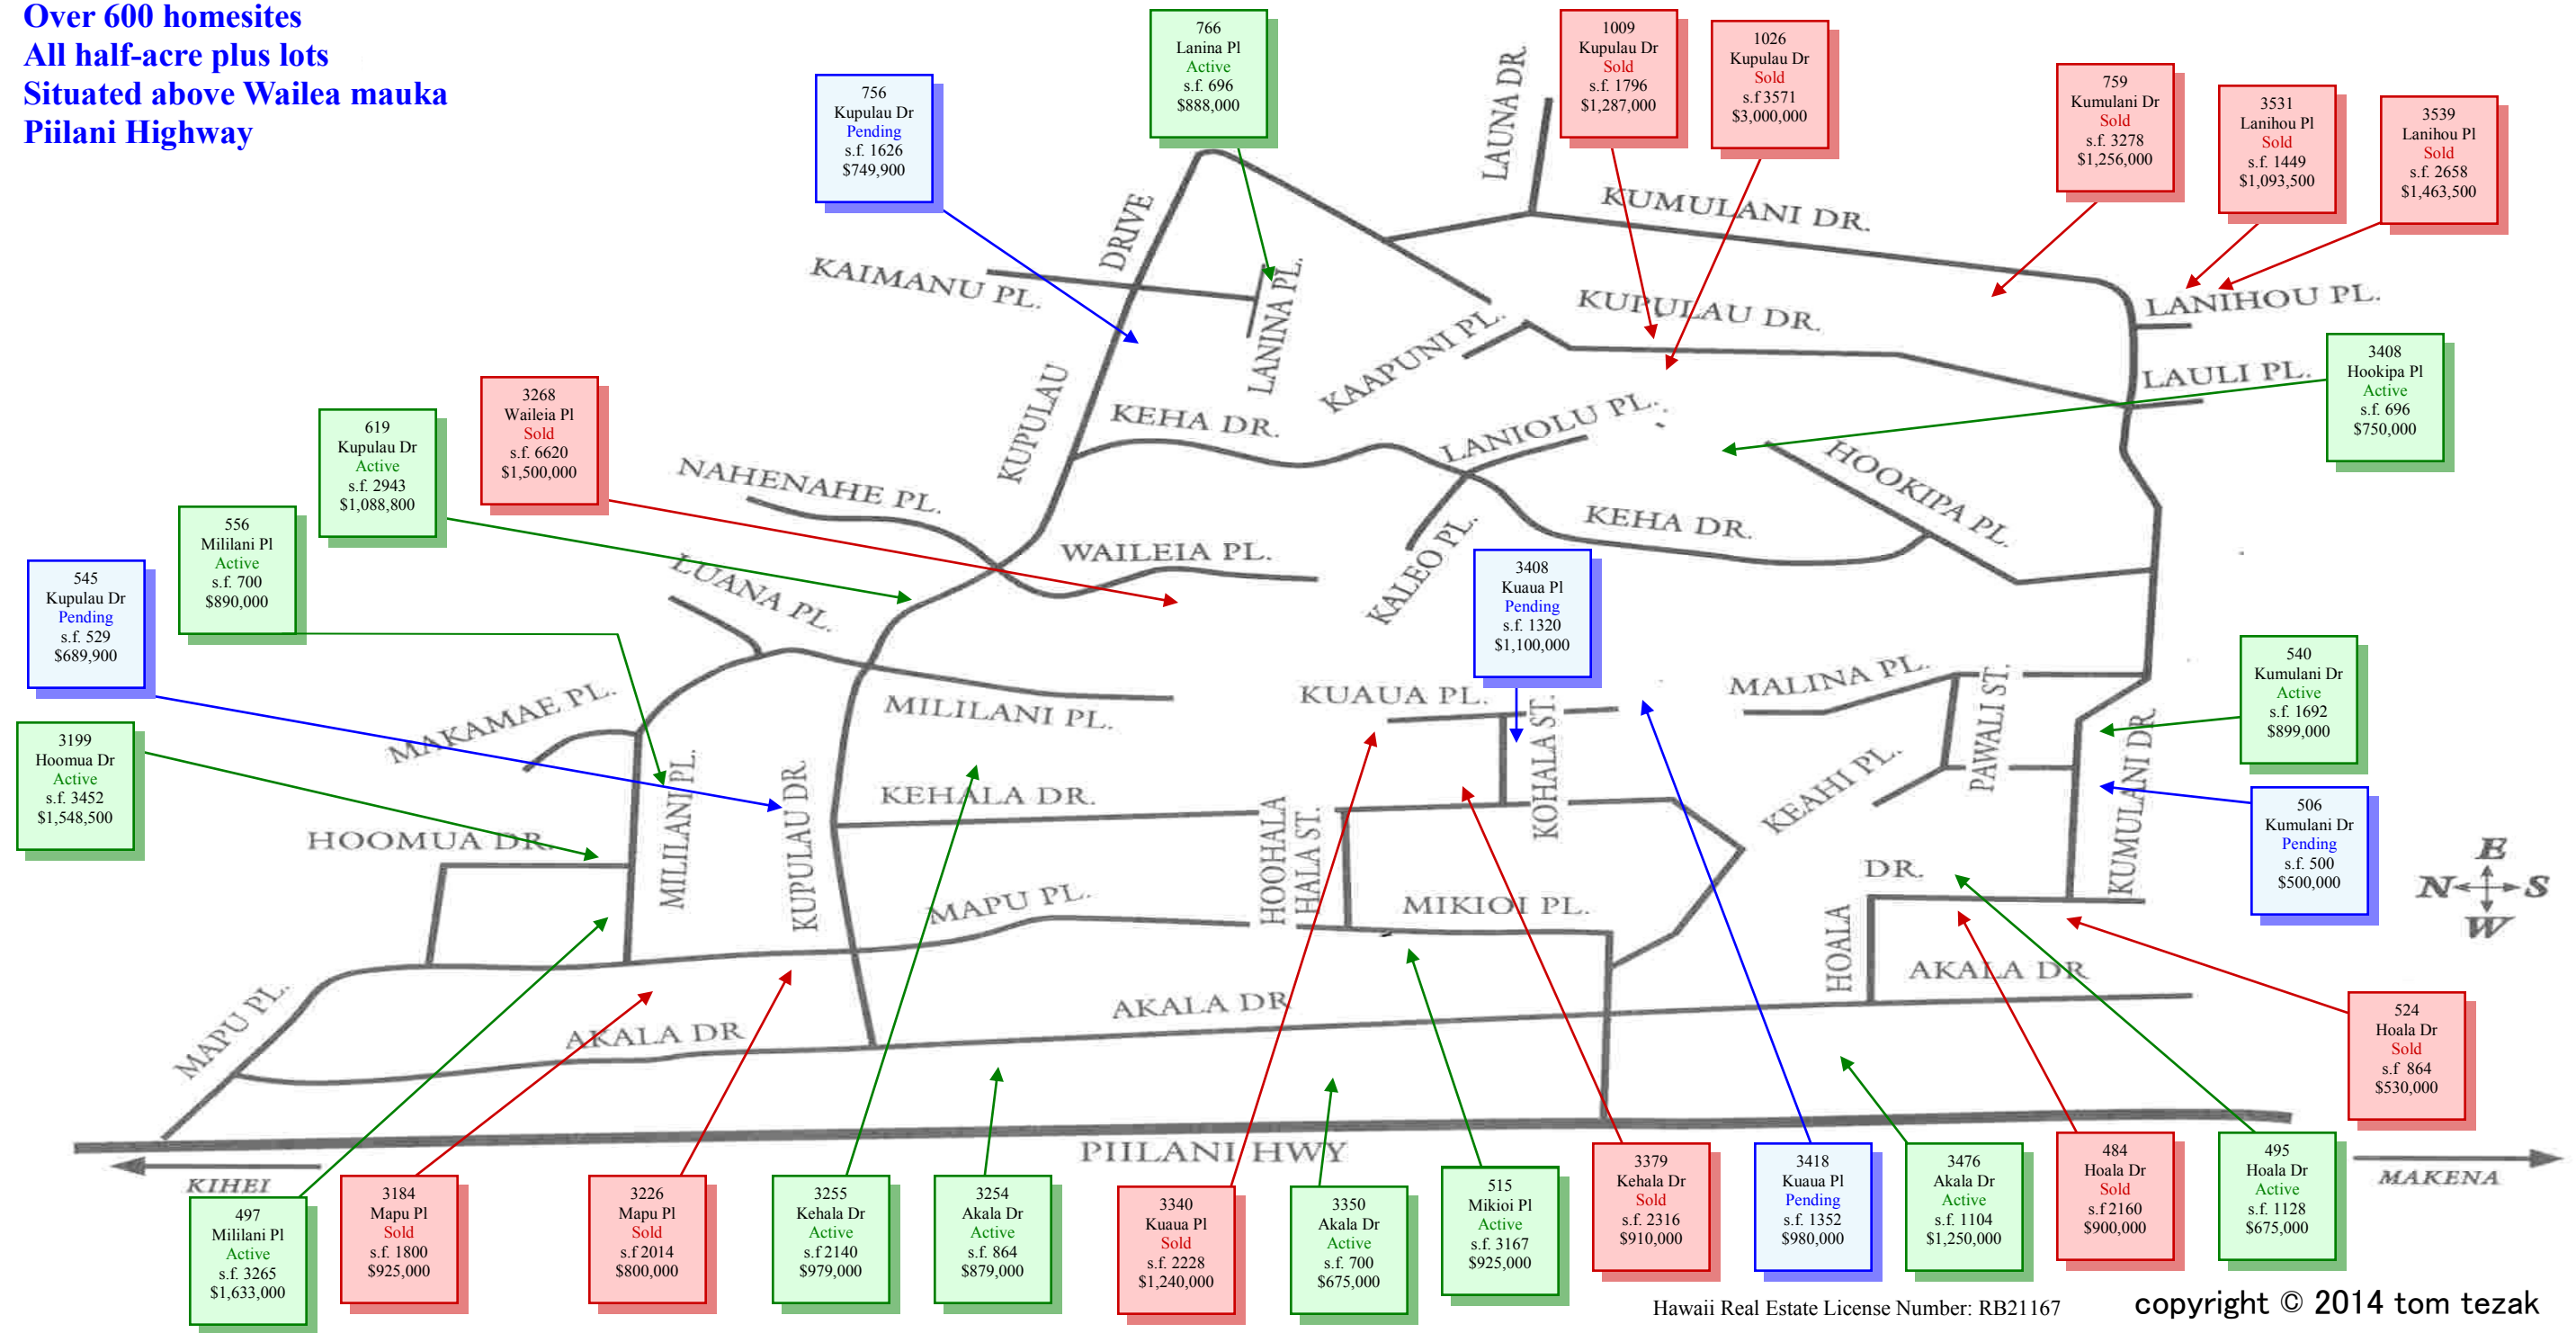 Over 600 homesites
All half-acre plus lots
Situated above Wailea mauka
Piilani Highway
756
Kupulau Dr
Pending
s.f. 1626
$749,900
766
Lanina Pl
Active
s.f. 696
$888,000
1009
Kupulau Dr
Sold
s.f. 1796
$1,287,000
1026
Kupulau Dr
Sold
s.f 3571
$3,000,000
759
Kumulani Dr
Sold
s.f. 3278
$1,256,000
3531
Lanihou Pl
Sold
s.f. 1449
$1,093,500
3539
Lanihou Pl
Sold
s.f. 2658
$1,463,500
LAUNA DR.
KUMULANI DR.
DRIVE
KAIMANU PL.
LANINA PL.
KUPULAU DR.
LANIHOU PL.
KAAPUNI PL.
LAULI PL.
3408
Hookipa Pl
Active
s.f. 696
$750,000
3268
Waileia Pl
Sold
s.f. 6620
$1,500,000
619
Kupulau Dr
Active
s.f. 2943
$1,088,800
KUPULAU
KEHA DR.
LANIOLU PL.
HOOKIPA PL.
NAHENAHE PL.
556
Mililani Pl
Active
s.f. 700
$890,000
KEHA DR.
WAILEIA PL.
KALEO PL.
LUANA PL.
545
Kupulau Dr
Pending
s.f. 529
$689,900
3408
Kuaua Pl
Pending
s.f. 1320
$1,100,000
540
Kumulani Dr
Active
s.f. 1692
$899,000
MAKAMAE PL.
MILILANI PL.
KUAUA PL.
MALINA PL.
PAWALI ST.
KOHALA ST.
3199
Hoomua Dr
Active
s.f. 3452
$1,548,500
MILILANI PL.
KUPULAU DR.
KEHALA DR.
HOOHALA
HALA ST.
KEAHI PL.
KUMULANI DR.
506
Kumulani Dr
Pending
s.f. 500
$500,000
HOOMUA DR.
DR.
E
N
S
W
MAPU PL.
MIKIOI PL.
HOALA
AKALA DR
MAPU PL.
AKALA DR
AKALA DR
524
Hoala Dr
Sold
s.f 864
$530,000
PIILANI HWY
KIHEI
MAKENA
497
Mililani Pl
Active
s.f. 3265
$1,633,000
3184
Mapu Pl
Sold
s.f. 1800
$925,000
3226
Mapu Pl
Sold
s.f 2014
$800,000
3255
Kehala Dr
Active
s.f 2140
$979,000
3254
Akala Dr
Active
s.f. 864
$879,000
3340
Kuaua Pl
Sold
s.f. 2228
$1,240,000
3350
Akala Dr
Active
s.f. 700
$675,000
515
Mikioi Pl
Active
s.f. 3167
$925,000
3379
Kehala Dr
Sold
s.f. 2316
$910,000
3418
Kuaua Pl
Pending
s.f. 1352
$980,000
3476
Akala Dr
Active
s.f. 1104
$1,250,000
484
Hoala Dr
Sold
s.f 2160
$900,000
495
Hoala Dr
Active
s.f. 1128
$675,000
Hawaii Real Estate License Number: RB21167
copyright © 2014 tom tezak